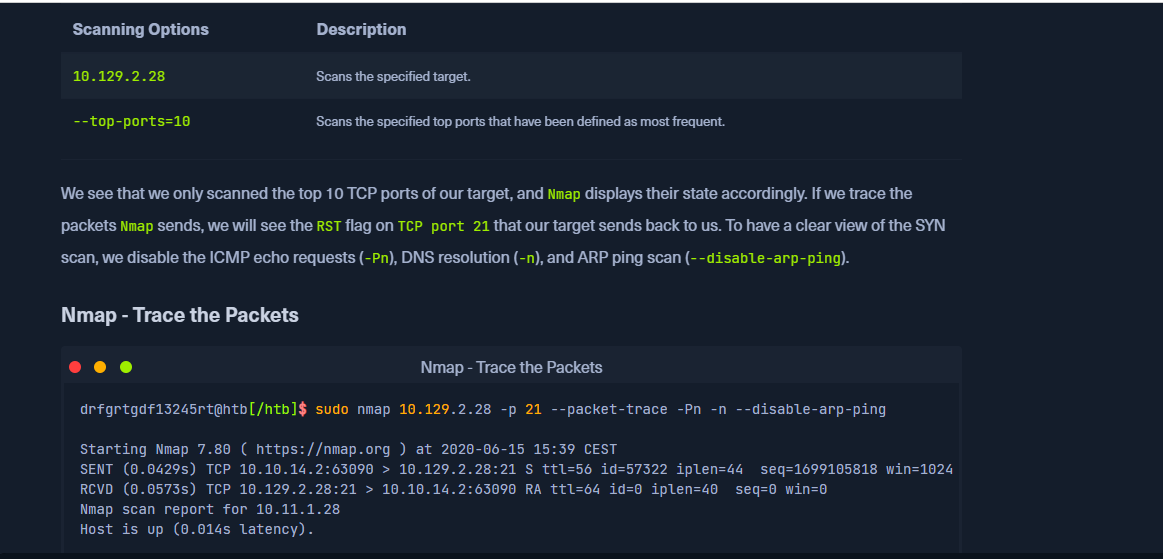 Scanning Options Description
10.129.2.28 Scans the specified target.
--top-ports=10 Scans the specified top ports that have been defined as most frequent.
We see that we only scanned the top 10 TCP ports of our target, and Nmap displays their state accordingly. If we trace the
packets Nmap sends, we will see the RST flag on TCP port 21 that our target sends back to us. To have a clear view of the SYN
scan, we disable the ICMP echo requests (-Pn), DNS resolution (-n), and ARP ping scan (--disable-arp-ping).
Nmap - Trace the Packets
Nmap - Trace the Packets
drfgrtgdf13245rt@htb[/htb]$ sudo nmap 10.129.2.28 -p 21 --packet-trace -Pn -n --disable-arp-ping
Starting Nmap 7.80 ( https://nmap.org ) at 2020-06-15 15:39 CEST
SENT (0.0429s) TCP 10.10.14.2:63090 > 10.129.2.28:21 S ttl=56 id=57322 iplen=44  seq=1699105818 win=1024
RCVD (0.0573s) TCP 10.129.2.28:21 > 10.10.14.2:63090 RA ttl=64 id=0 iplen=40  seq=0 win=0
Nmap scan report for 10.11.1.28
Host is up (0.014s latency).